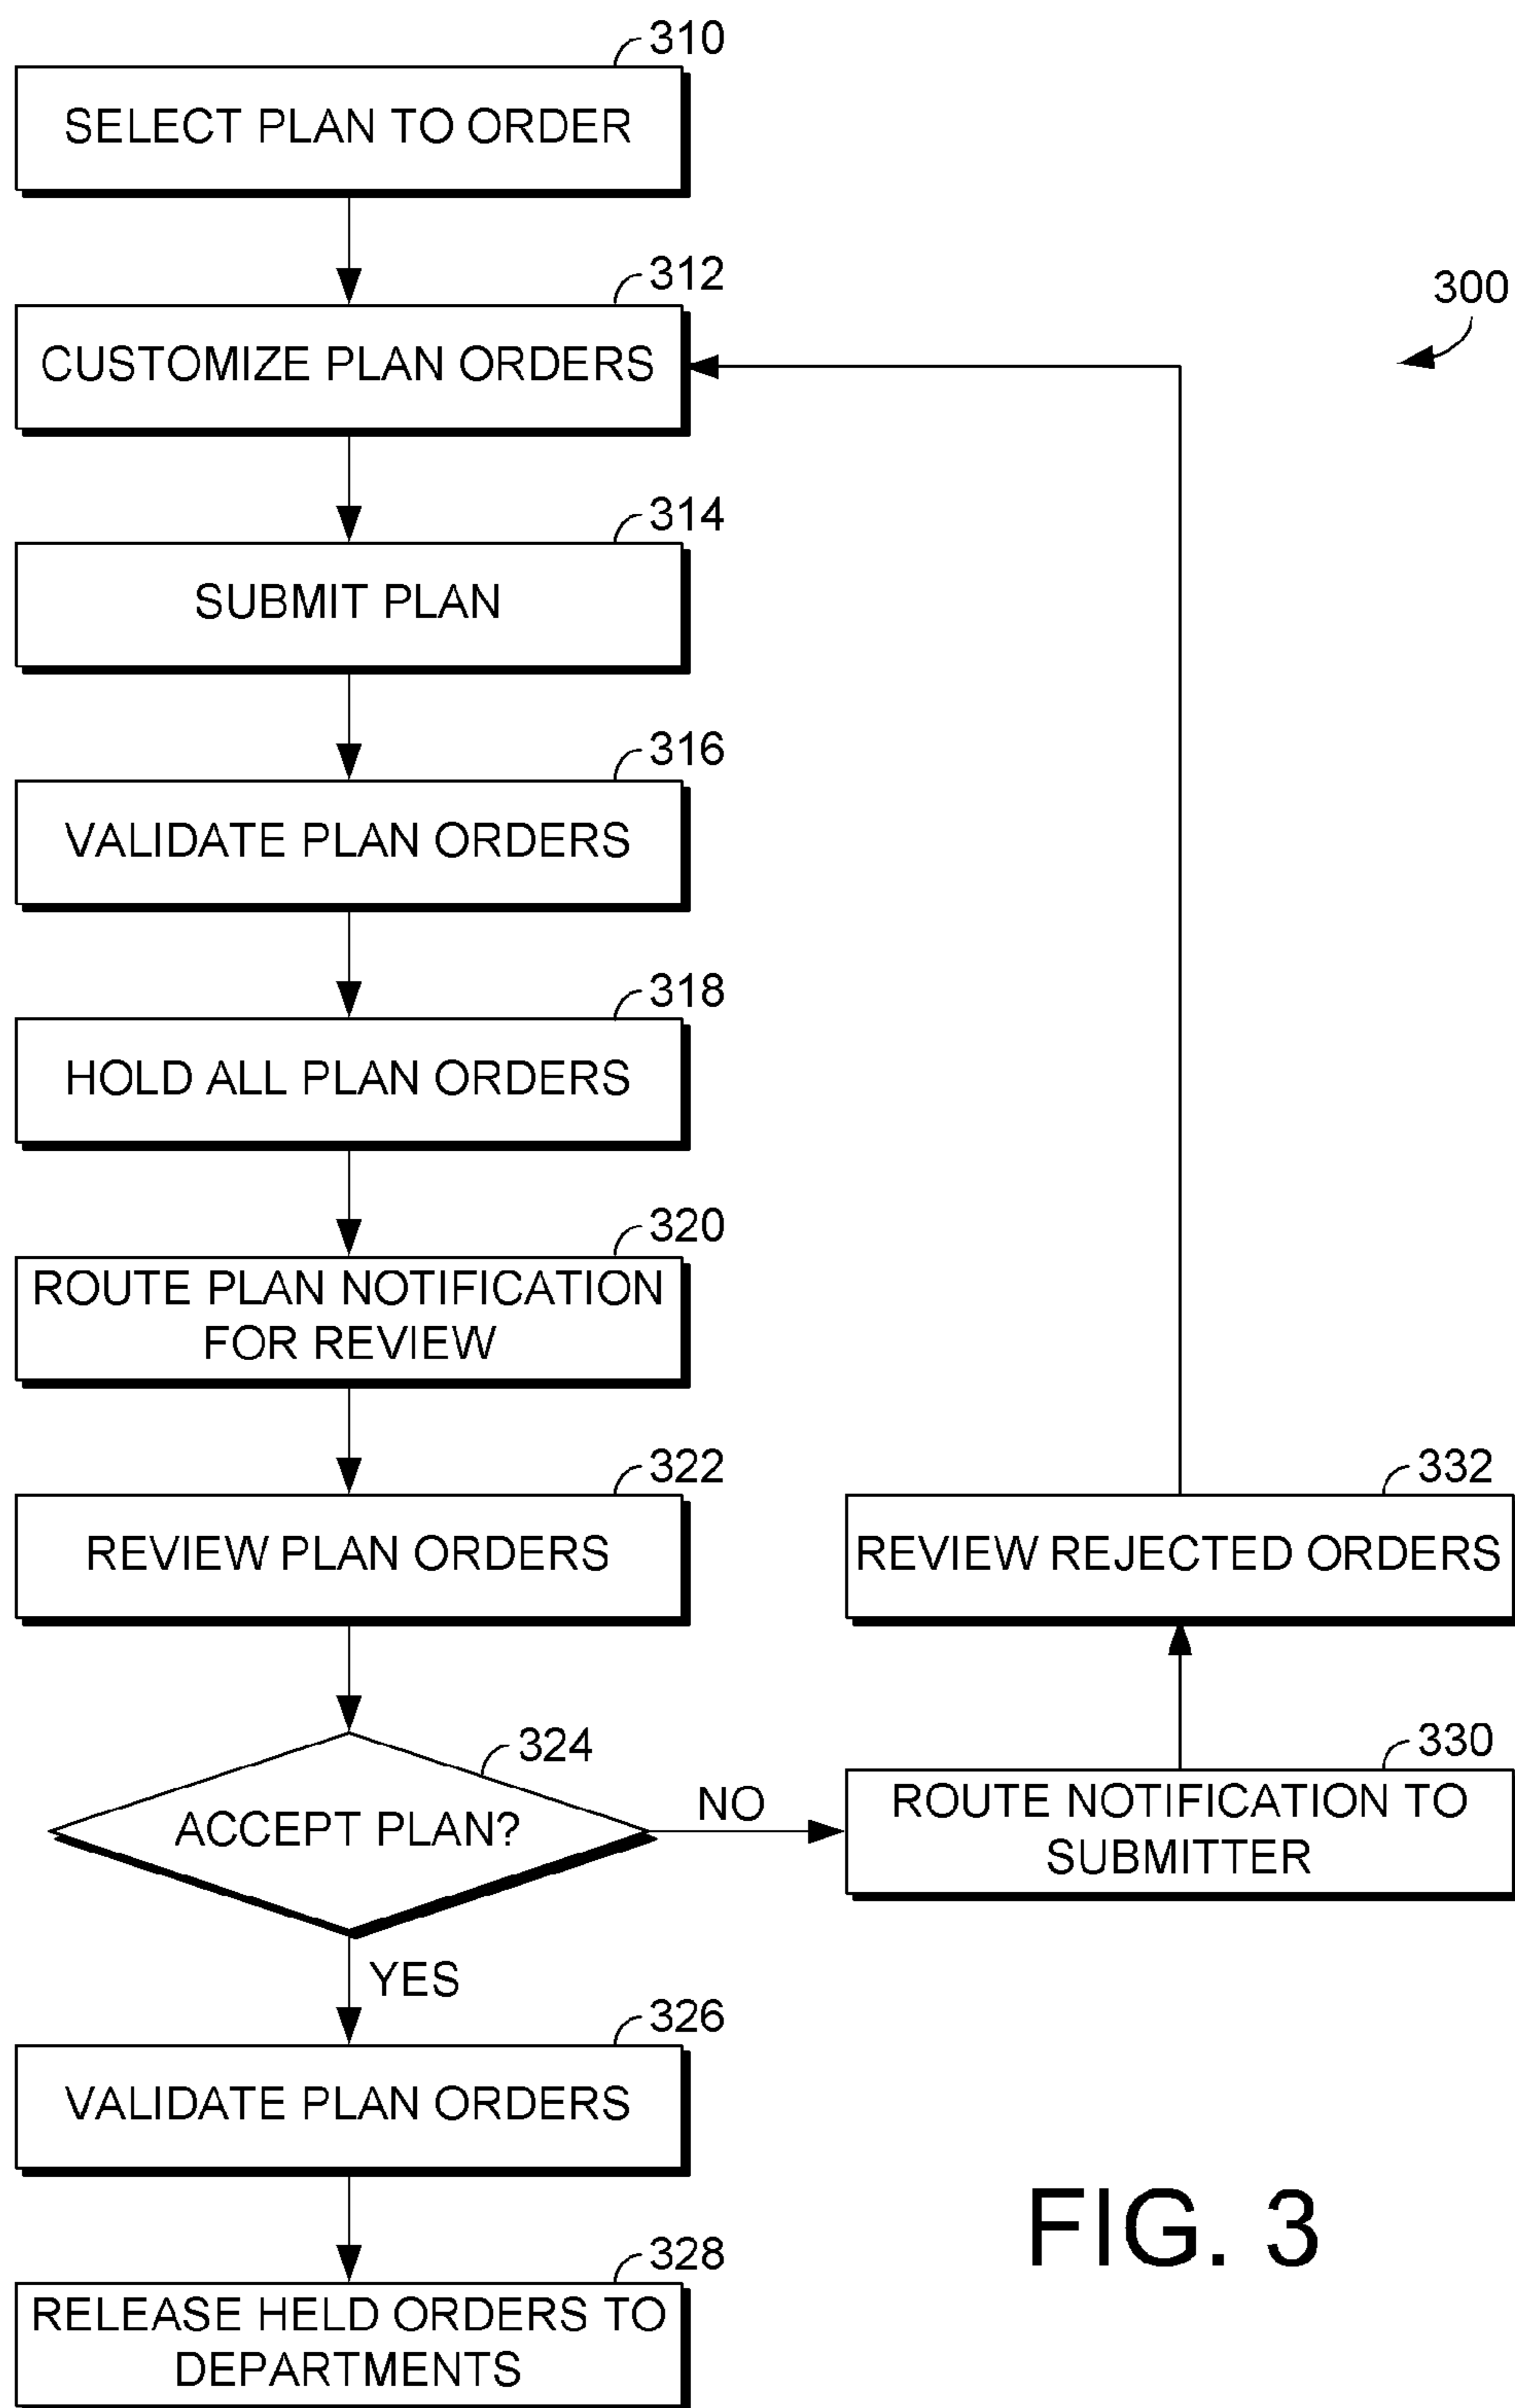 310
SELECT PLAN TO ORDER
312
300
CUSTOMIZE PLAN ORDERS
314
SUBMIT PLAN
316
VALIDATE PLAN ORDERS
318
HOLD ALL PLAN ORDERS
320
ROUTE PLAN NOTIFICATION
FOR REVIEW
322
REVIEW PLAN ORDERS
332
REVIEW REJECTED ORDERS
324
ACCEPT PLAN?
NO
330
ROUTE NOTIFICATION TO
SUBMITTER
YES
326
VALIDATE PLAN ORDERS
328
RELEASE HELD ORDERS TO
DEPARTMENTS
FIG. 3